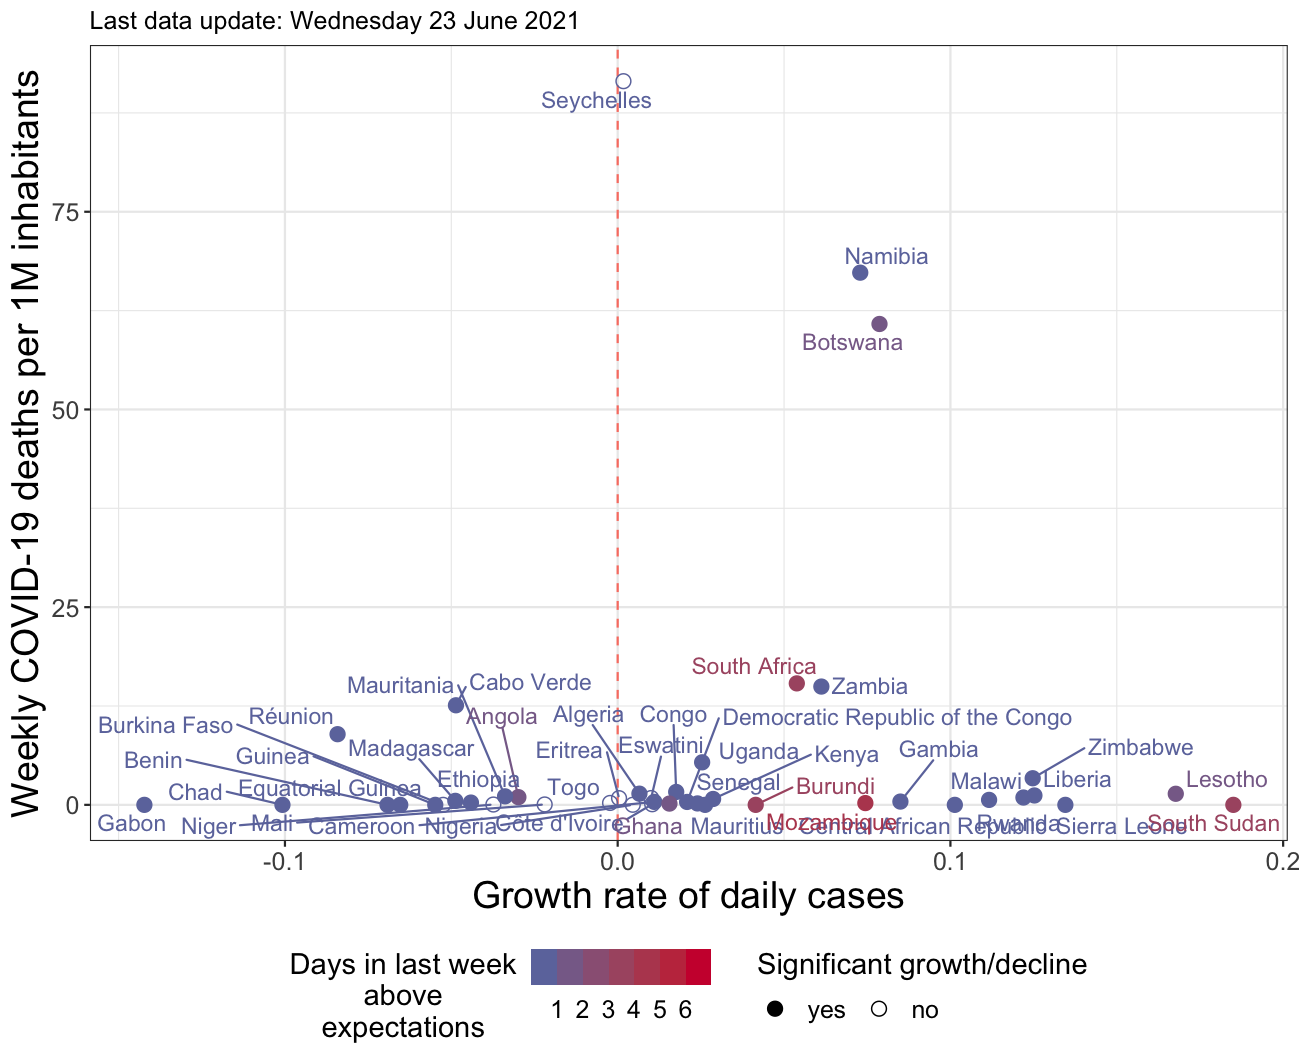 Last data update: Wednesday 23 June 2021
Weekly COVID-19 deaths per 1M inhabitants
75
50
25
0
Seychelles
Namibia
Botswana
South Africa
Zambia
Mauritania
Cabo Verde
Burkina Faso
Réunion
Angola
Algeria
Congo
Democratic Republic of the Congo
Benin
Guinea
Madagascar
Eritrea
Eswatini
Uganda
Kenya
Gambia
Zimbabwe
Chad
Equatorial Guinea
Ethiopia
Togo
Senegal
Burundi
Malawi
Liberia
Lesotho
Gabon
Niger
Mali
Cameroon
Nigeria
Côte d'Ivoire
Ghana
Mauritius
Mozambique
Central African Republic
Rwanda
Sierra Leone
South Sudan
-0.1
0.0
0.1
0.2
Growth rate of daily cases
Days in last week
above
expectations
1 2 3 4 5 6
Significant growth/decline
yes
no